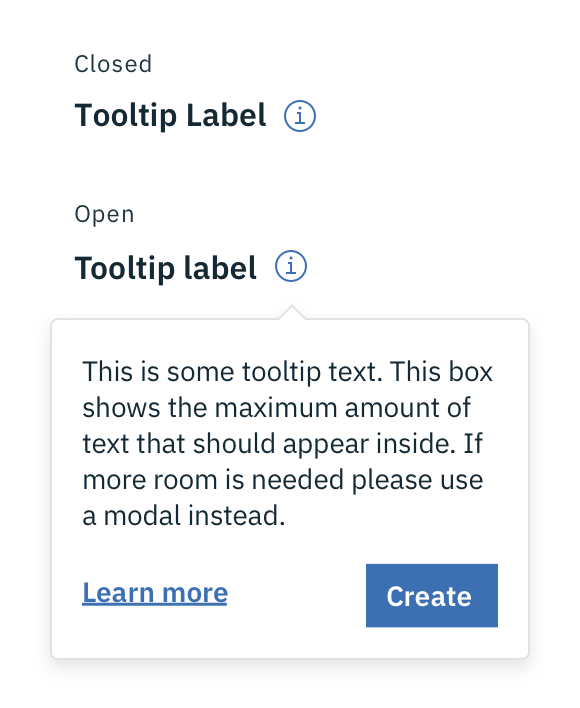 Closed
Tooltip Label
Open
Tooltip label
This is some tooltip text. This box
shows the maximum amount of
text that should appear inside. If
more room is needed please use
a modal instead.
Learn more
Create